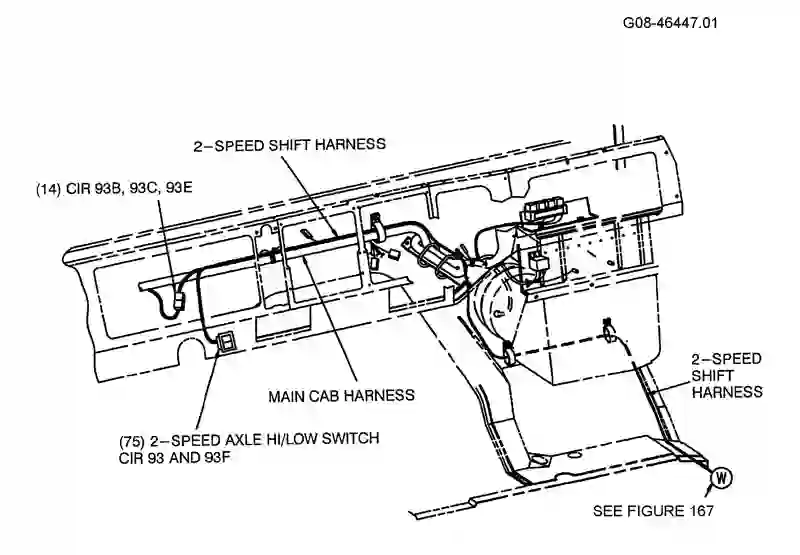 G08-46447.01
2-SPEED SHIFT HARNESS
(14) CIR 93B, 93C, 93E
2-SPEED
SHIFT
HARNESS
MAIN CAB HARNESS
(75) 2-SPEED AXLE HI/LOW SWITCH
CIR 93 AND 93F
W
SEE FIGURE 167